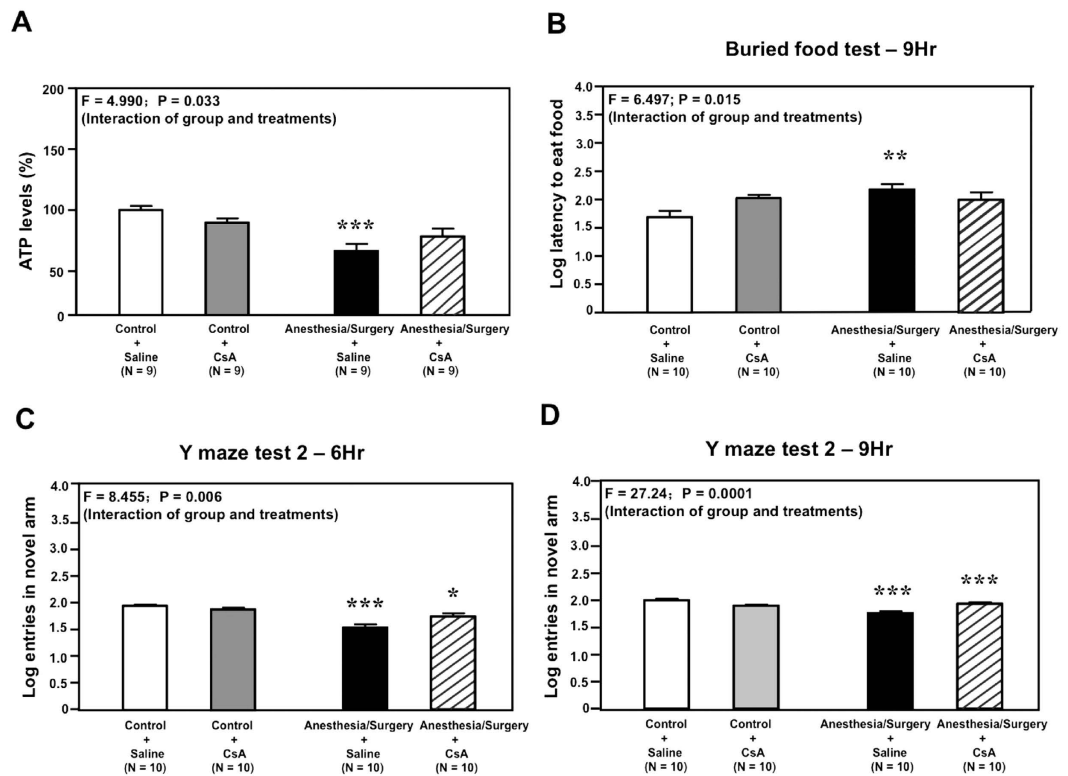 A
F = 4.990; P = 0.033
(Interaction of group and treatments)
ATP levels (%)
200
150
100
50
0
***
Control
+
Saline
(N = 9)
Control
+
CsA
(N = 9)
Anesthesia/Surgery
+
Saline
(N = 9)
Anesthesia/Surgery
+
CsA
(N = 9)
B
Buried food test – 9Hr
F = 6.497; P = 0.015
(Interaction of group and treatments)
Log latency to eat food
4.0
3.5
3.0
2.5
2.0
1.5
1.0
0.5
0
**
Control
+
Saline
(N = 10)
Control
+
CsA
(N = 10)
Anesthesia/Surgery
+
Saline
(N = 10)
Anesthesia/Surgery
+
CsA
(N = 10)
C
Y maze test 2 – 6Hr
F = 8.455; P = 0.006
(Interaction of group and treatments)
Log entries in novel arm
4.0
3.5
3.0
2.5
2.0
1.5
1.0
0.5
0
***
*
Control
+
Saline
(N = 10)
Control
+
CsA
(N = 10)
Anesthesia/Surgery
+
Saline
(N = 10)
Anesthesia/Surgery
+
CsA
(N = 10)
D
Y maze test 2 – 9Hr
F = 27.24; P = 0.0001
(Interaction of group and treatments)
Log entries in novel arm
4.0
3.5
3.0
2.5
2.0
1.5
1.0
0.5
0
***
***
Control
+
Saline
(N = 10)
Control
+
CsA
(N = 10)
Anesthesia/Surgery
+
Saline
(N = 10)
Anesthesia/Surgery
+
CsA
(N = 10)